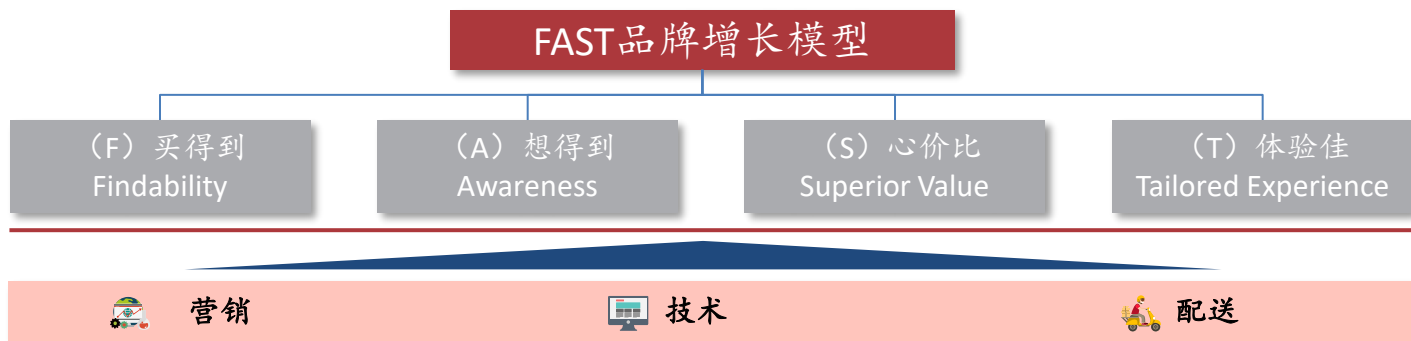 FAST品牌增长模型
（F）买得到
Findability
（A）想得到
Awareness
（S）心价比
Superior Value
（T）体验佳
Tailored Experience
营销
技术
配送